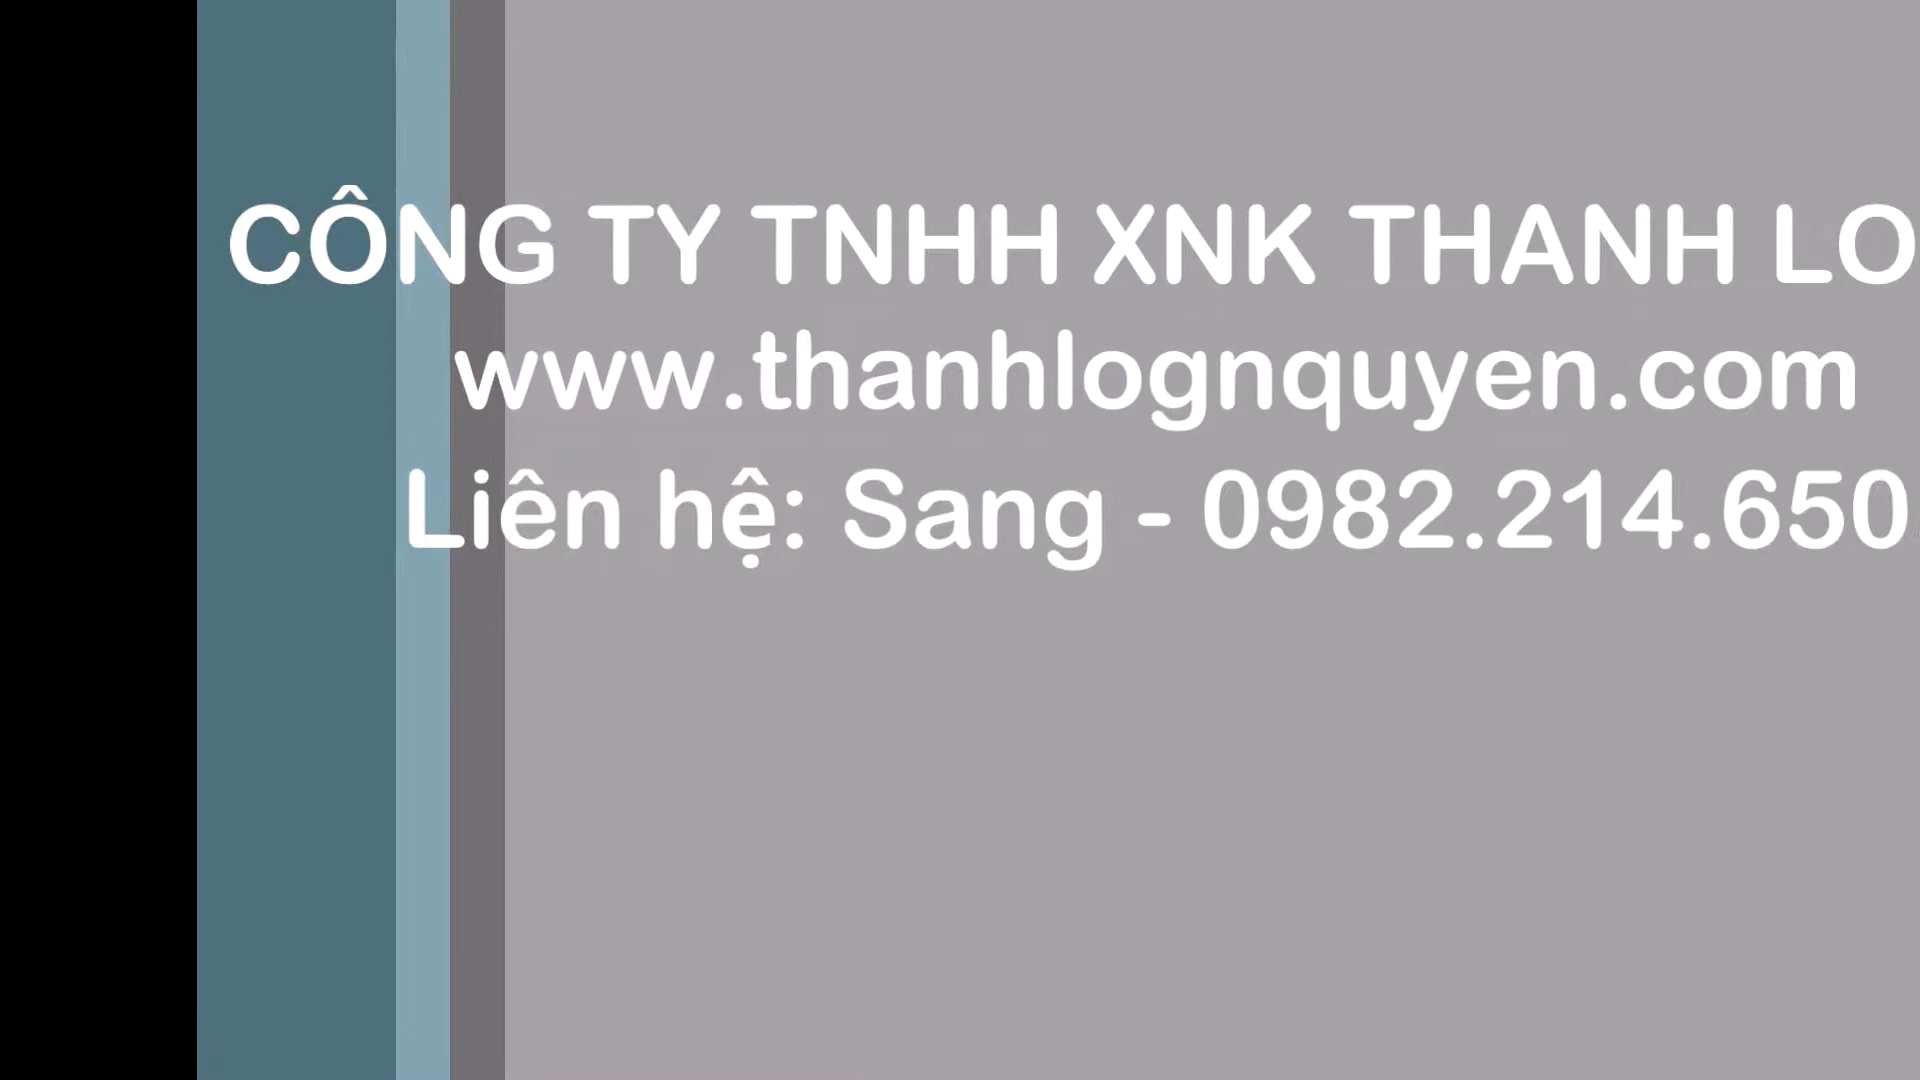 CÔNG TY TNHH XNK THANH LO
www.thanhlognquyen.com
Liên hệ: Sang - 0982.214.650